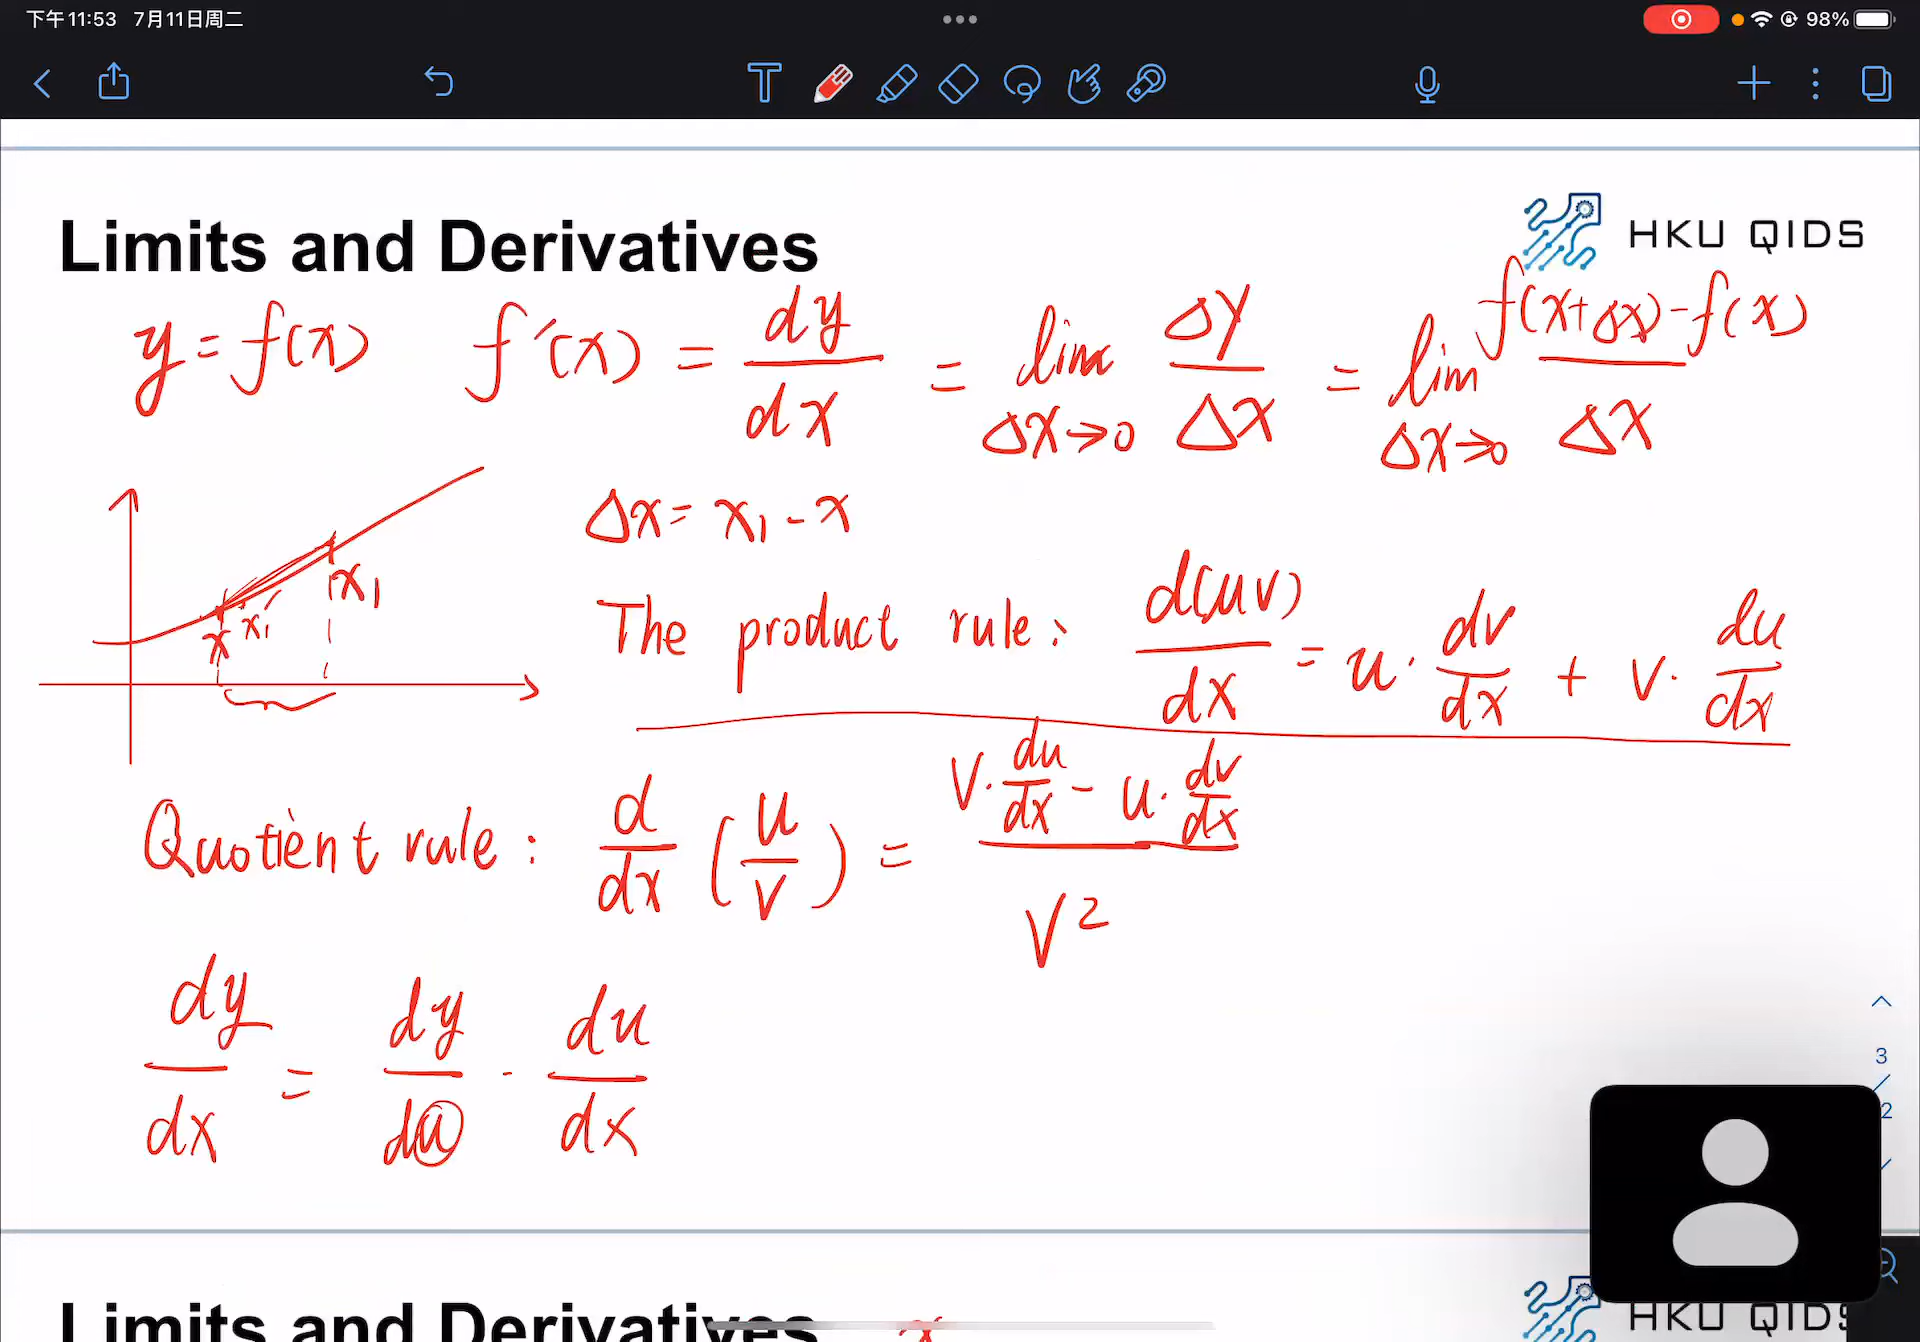 下午11:53 7月11日周二
98%
Limits and Derivatives
HKU QIDS
y = f(x) f'(x) = dy/dx = lim Δx→0 Δy/Δx = lim Δx→0 f(x+Δx)-f(x)/Δx
Δx = x₁ - x
x x₁' x₁
The product rule: d(uv)/dx = u · dv/dx + v · du/dx
Quotient rule: d/dx (u/v) = v · du/dx - u · dv/dx / v²
dy/dx = dy/du · du/dx
3
2
Limits and Derivatives
HKU QIDS